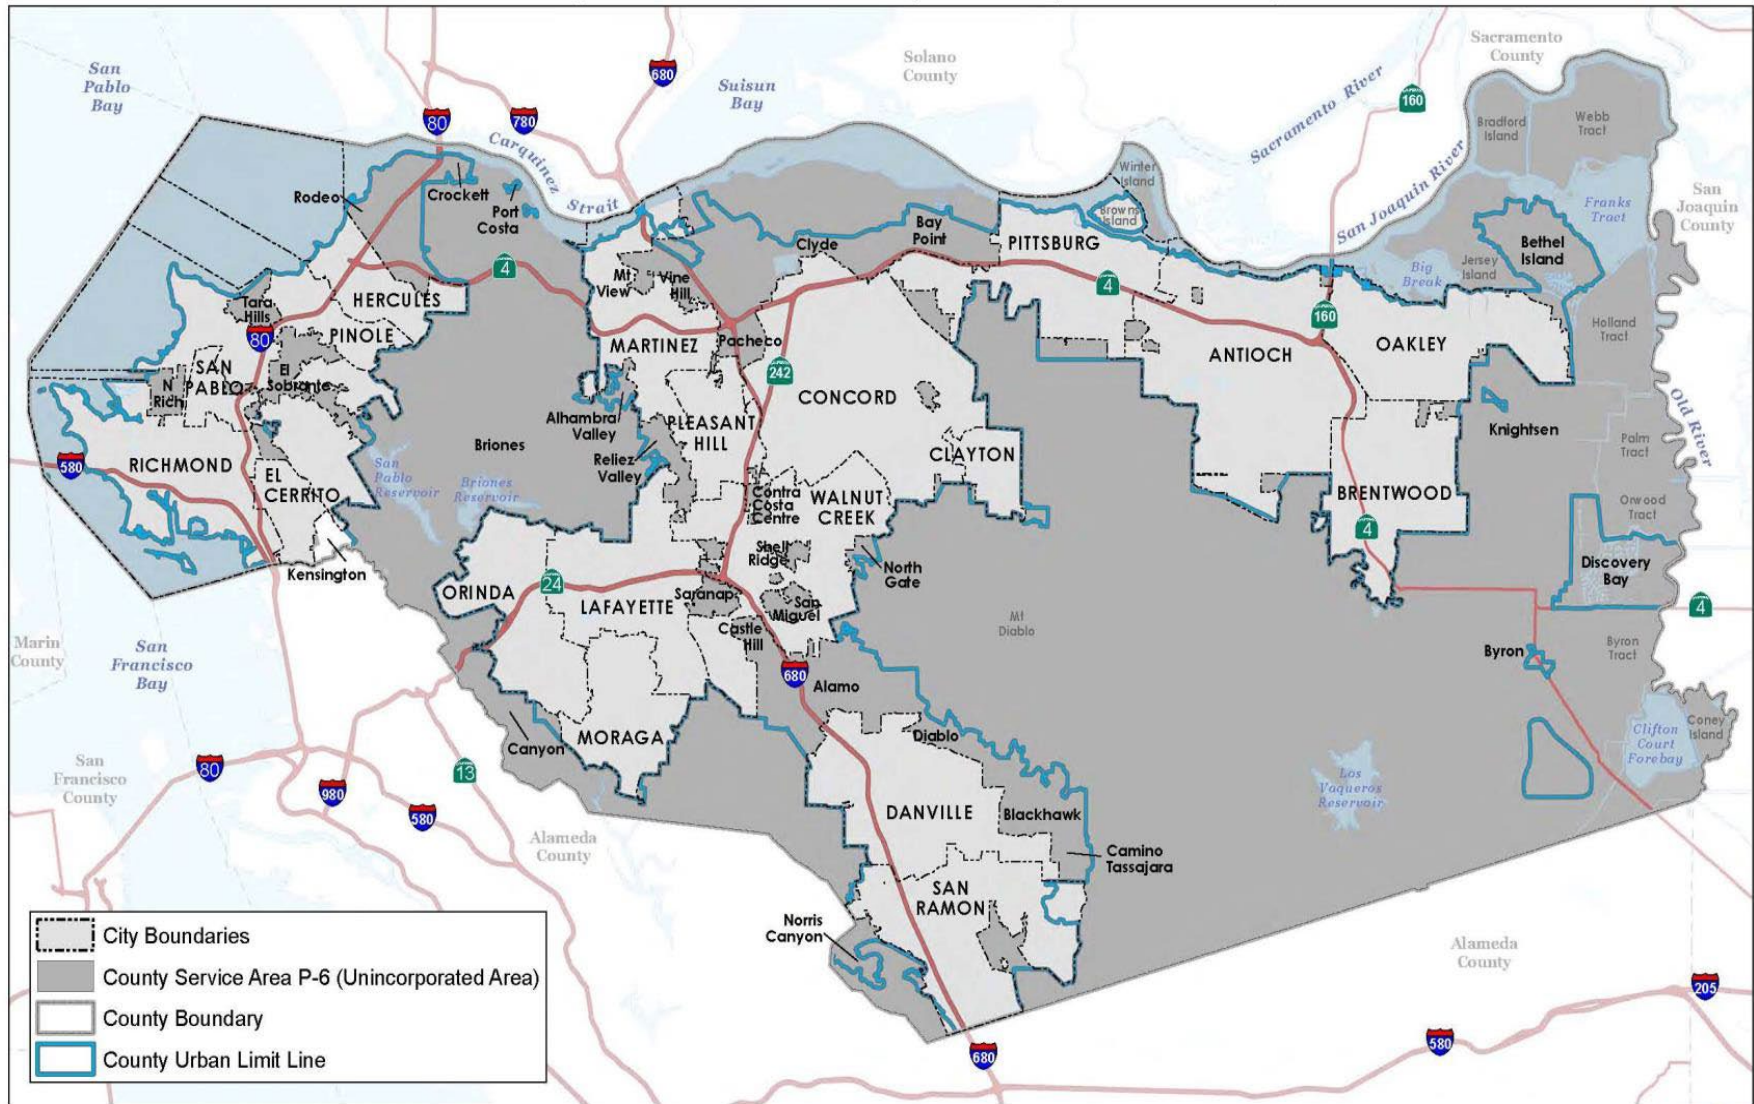 Sacramento
County
Solano
County
San
Pablo
Bay
680
Suisun
Bay
160
Sacramento River
80
780
Carquinez
Strait
Bradford
Island
Webb
Tract
San Joaquin River
Winter
Island
San
Joaquin
County
Rodeo
Crockett
Port
Costa
Browns
Island
Franks
Tract
Bay
Point
PITTSBURG
Clyde
Bethel
Island
Jersey
Island
Big
Break
4
Mt
View
Vine
Hill
4
HERCULES
Tara
Hills
160
Holland
Tract
80
PINOLE
MARTINEZ
Pacheco
ANTIOCH
OAKLEY
SAN
PABLO
El
Sobrante
242
N
Rich
CONCORD
Old River
Alhambra
Valley
PLEASANT
HILL
Knightsen
Briones
Palm
Tract
CLAYTON
Reliez
Valley
580
RICHMOND
EL
CERRITO
San
Pablo
Reservoir
Briones
Reservoir
Contra
Costa
Centre
WALNUT
CREEK
BRENTWOOD
Orwood
Tract
4
Shell
Ridge
North
Gate
Discovery
Bay
Kensington
ORINDA
24
LAFAYETTE
Saranap
San
Miguel
4
Mt
Diablo
Castle
Hill
Marin
County
San
Francisco
Bay
Byron
Byron
Tract
680
Alamo
Canyon
MORAGA
Diablo
Coney
Island
Clifton
Court
Forebay
San
Francisco
County
80
13
980
580
Los
Vaqueros
Reservoir
DANVILLE
Blackhawk
Alameda
County
Camino
Tassajara
SAN
RAMON
Norris
Canyon
Alameda
County
205
580
680
City Boundaries
County Service Area P-6 (Unincorporated Area)
County Boundary
County Urban Limit Line